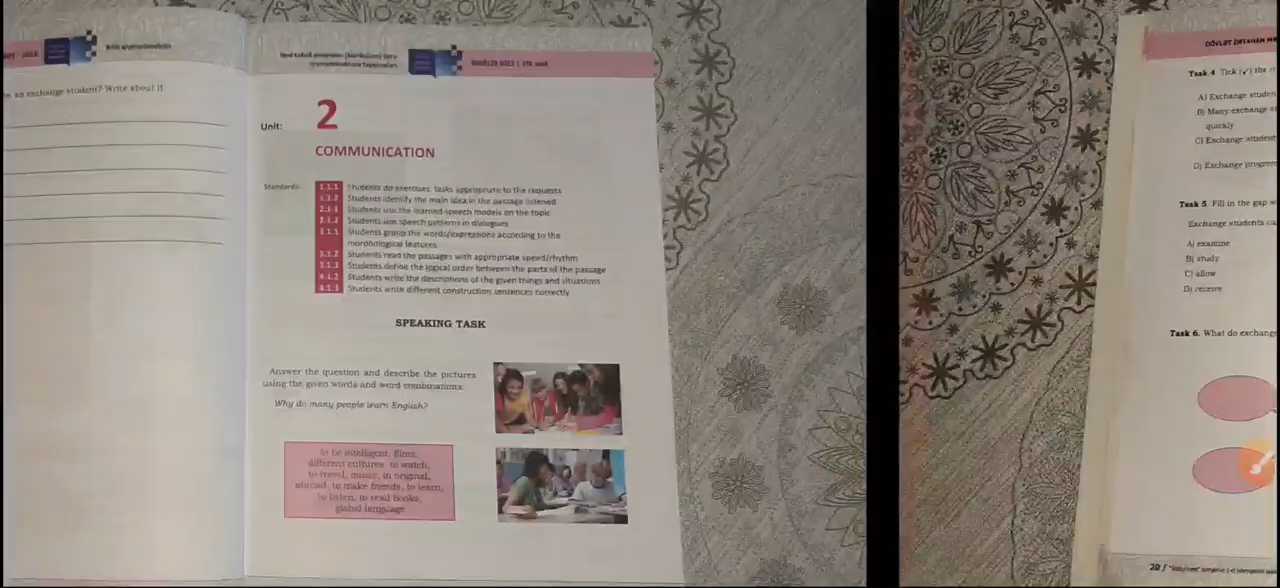 an exchange student? Write about it
İNGİLİS DİLİ
Unit:
2
COMMUNICATION
Standards:
1.1.1 Students do exercises, tasks appropriate to the requests
1.1.2 Students identify the main idea in the passage listened
2.1.1 Students use the learned speech models on the topic
2.1.2 Students use speech patterns in dialogues
3.1.1 Students group the words/expressions according to the
morphological features
3.1.2 Students read the passages with appropriate speed/rhythm
3.1.3 Students define the logical order between the parts of the passage
4.1.2 Students write the descriptions of the given things and situations
4.1.3 Students write different construction sentences correctly
SPEAKING TASK
Answer the question and describe the pictures
using the given words and word combinations.
Why do many people learn English?
to be intelligent, films,
different cultures, to watch,
to travel, music, in original,
abroad, to make friends, to learn,
to listen, to read books,
global language
DÖVLƏT İMTAHAN
Task 4 Tick (✓) the
A) Exchange studen
B) Many exchange
quickly
C) Exchange student
D) Exchange program
Task 5. Fill in the gap
Exchange students ca
A) examine
B) study
C) allow
D) receive
Task 6. What do exchang
20 /